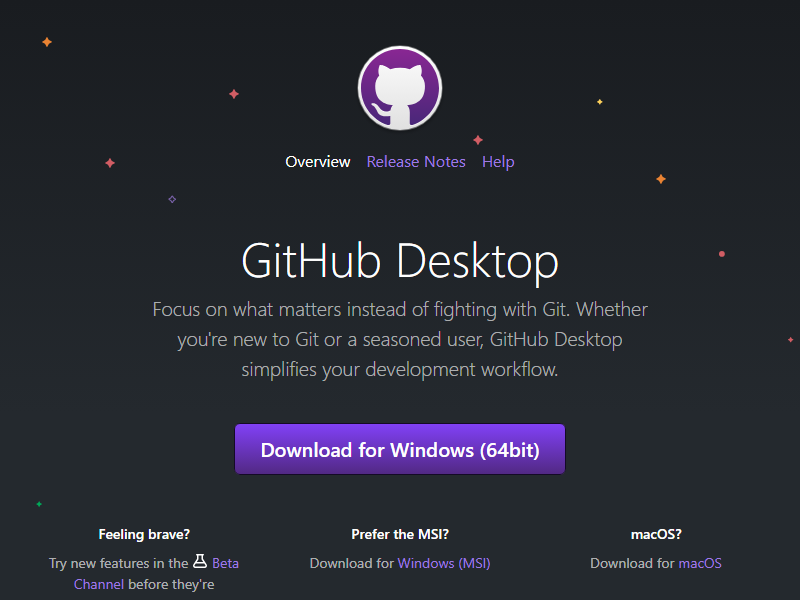 Overview Release Notes Help
GitHub Desktop
Focus on what matters instead of fighting with Git. Whether
you're new to Git or a seasoned user, GitHub Desktop
simplifies your development workflow.
Download for Windows (64bit)
Feeling brave?
Try new features in the Beta
Channel before they're
Prefer the MSI?
Download for Windows (MSI)
macOS?
Download for macOS